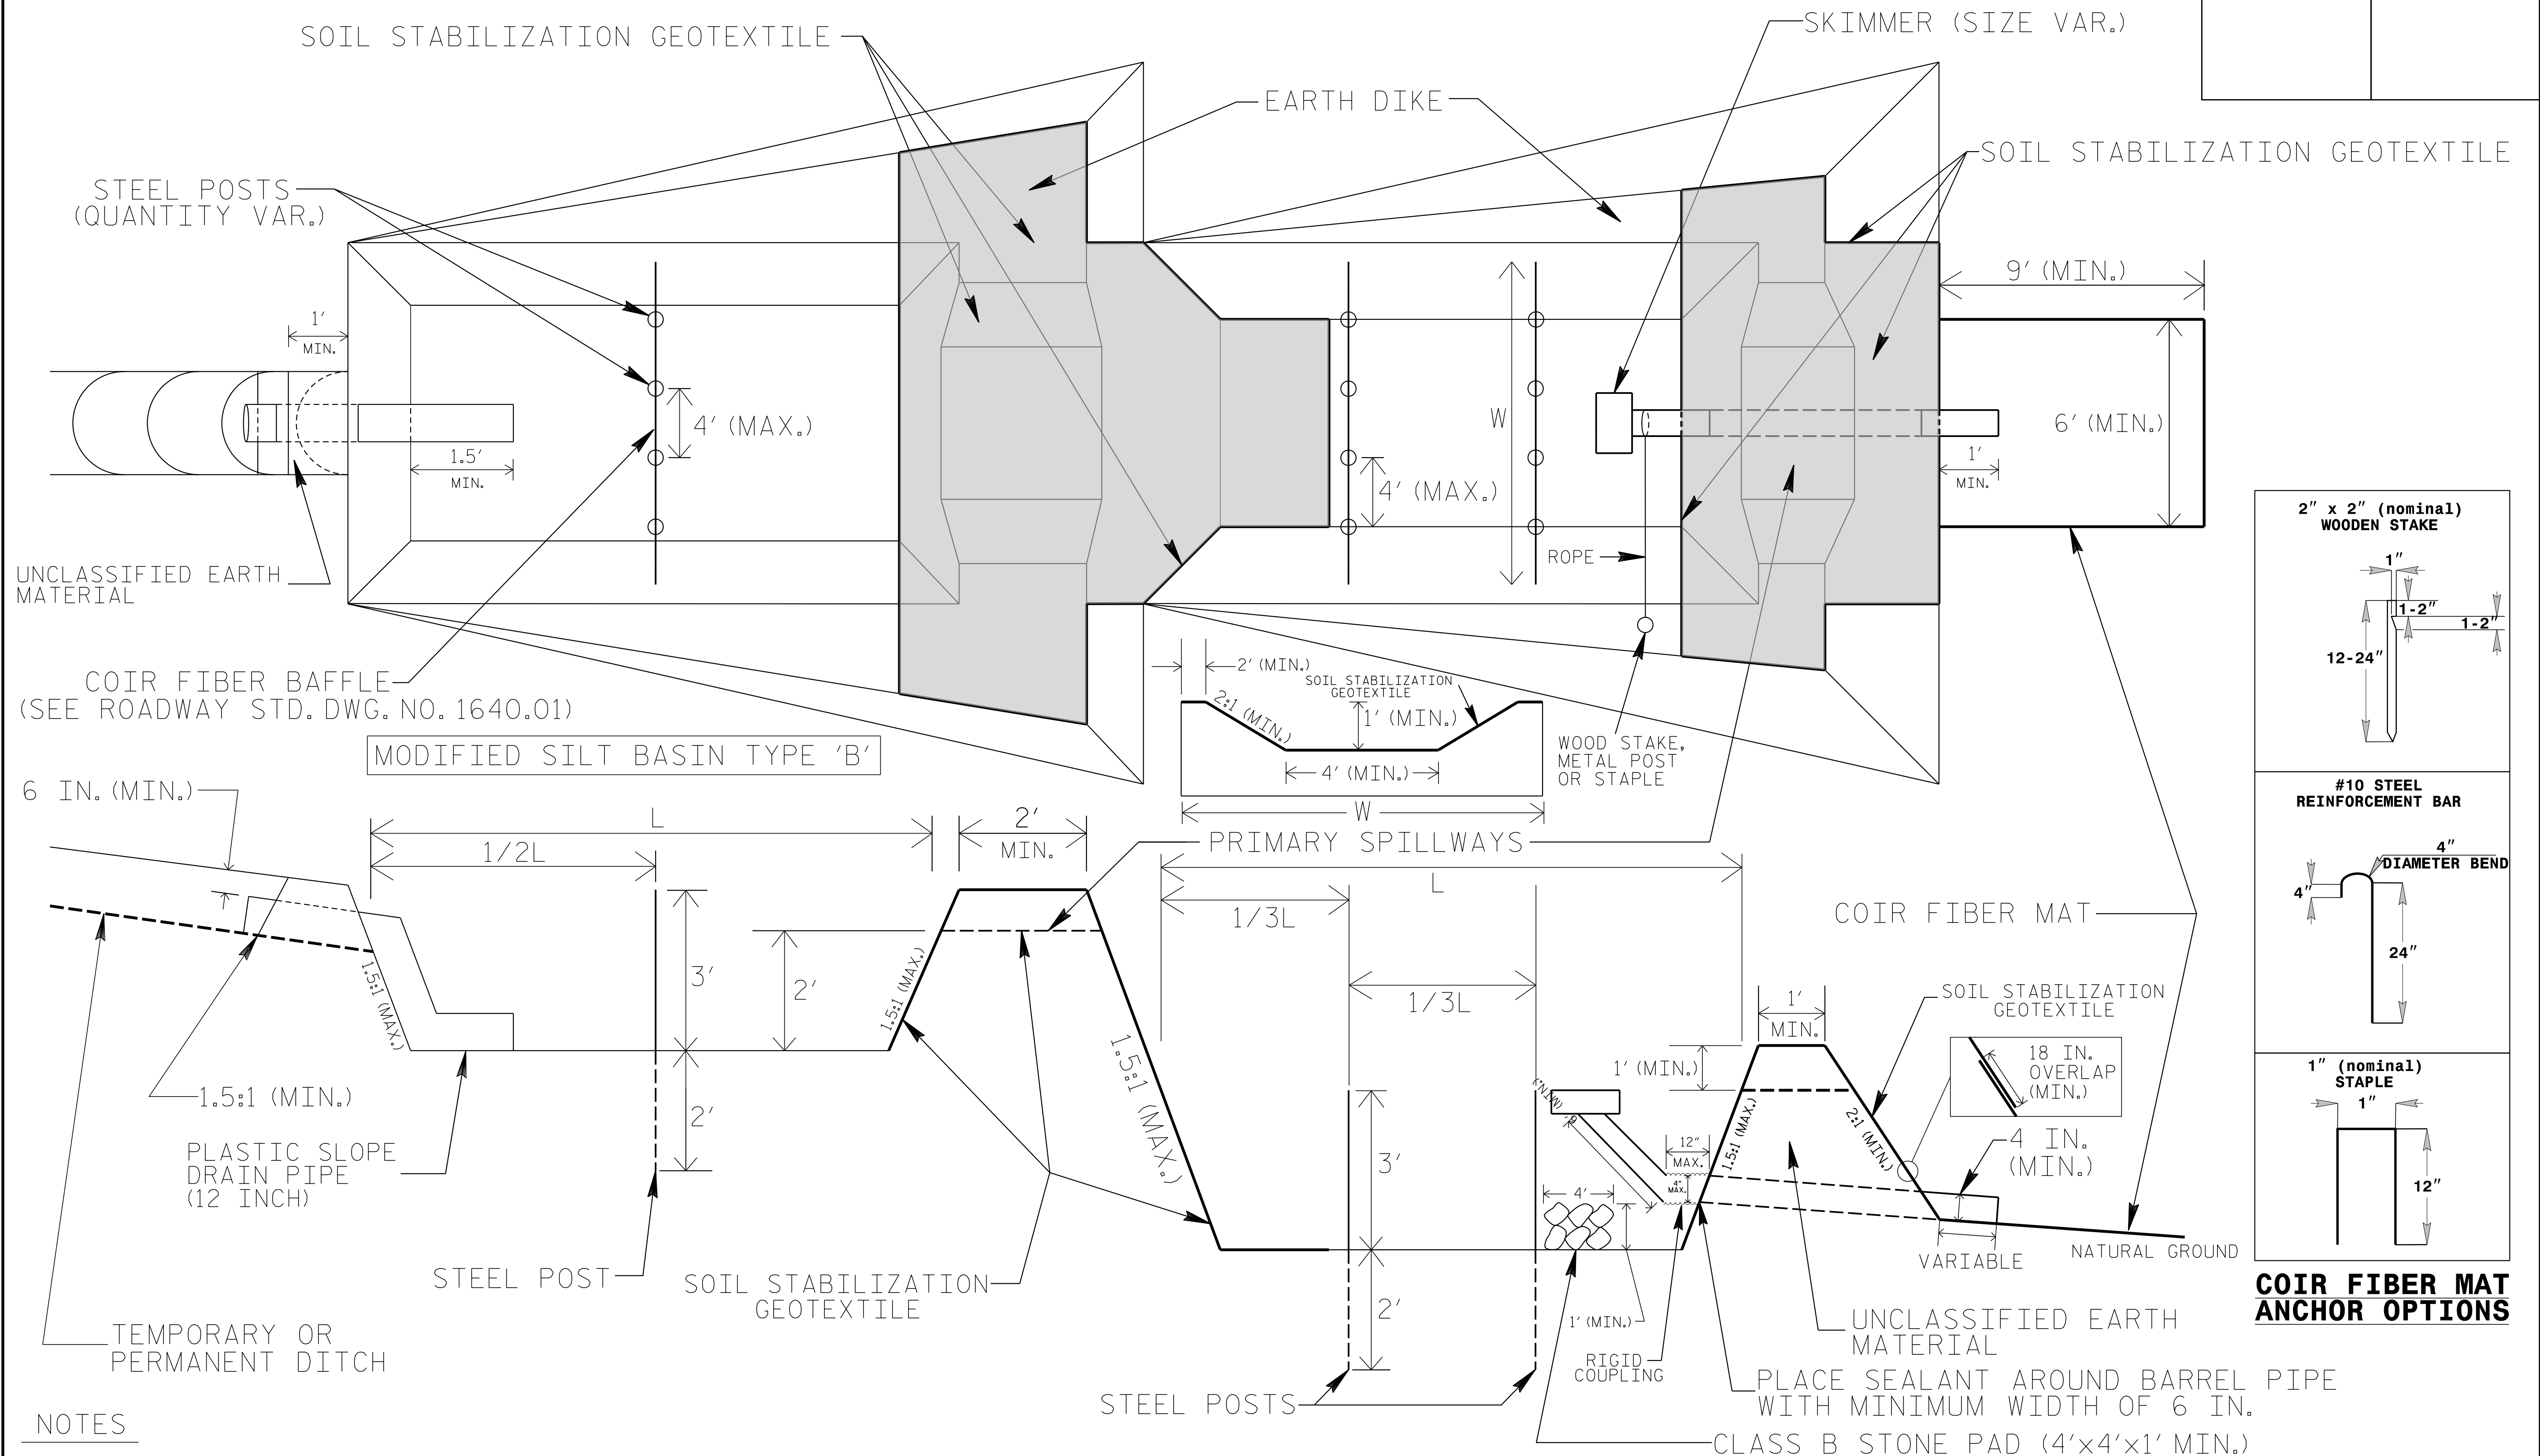 SOIL STABILIZATION GEOTEXTILE
SKIMMER (SIZE VAR.)
EARTH DIKE
SOIL STABILIZATION GEOTEXTILE
STEEL POSTS
(QUANTITY VAR.)
9' (MIN.)
1'
MIN.
4' (MAX.)
1.5'
MIN.
W
4' (MAX.)
6' (MIN.)
1'
MIN.
ROPE
UNCLASSIFIED EARTH
MATERIAL
COIR FIBER BAFFLE
(SEE ROADWAY STD. DWG. NO. 1640.01)
MODIFIED SILT BASIN TYPE 'B'
2' (MIN.)
SOIL STABILIZATION
GEOTEXTILE
2:1 (MIN.)
1' (MIN.)
4' (MIN.)
W
WOOD STAKE,
METAL POST
OR STAPLE
2" x 2" (nominal)
WOODEN STAKE
1"
1-2"
1-2"
12-24"
#10 STEEL
REINFORCEMENT BAR
4"
DIAMETER BEND
4"
24"
1" (nominal)
STAPLE
1"
12"
COIR FIBER MAT
ANCHOR OPTIONS
6 IN. (MIN.)
L
2'
MIN.
1/2L
PRIMARY SPILLWAYS
L
1/3L
1/3L
COIR FIBER MAT
1.5:1 (MAX.)
3'
2'
2'
1.5:1 (MAX.)
1.5:1 (MAX.)
1.5:1 (MIN.)
PLASTIC SLOPE
DRAIN PIPE
(12 INCH)
STEEL POST
SOIL STABILIZATION
GEOTEXTILE
TEMPORARY OR
PERMANENT DITCH
3'
2'
STEEL POSTS
1'
MIN.
1' (MIN.)
6' (MIN.)
12"
MAX.
4"
MAX.
4'
1' (MIN.)
1.5:1 (MAX.)
2:1 (MIN.)
SOIL STABILIZATION
GEOTEXTILE
18 IN.
OVERLAP
(MIN.)
4 IN.
(MIN.)
VARIABLE
NATURAL GROUND
RIGID
COUPLING
UNCLASSIFIED EARTH
MATERIAL
PLACE SEALANT AROUND BARREL PIPE
WITH MINIMUM WIDTH OF 6 IN.
CLASS B STONE PAD (4'x4'x1' MIN.)
NOTES